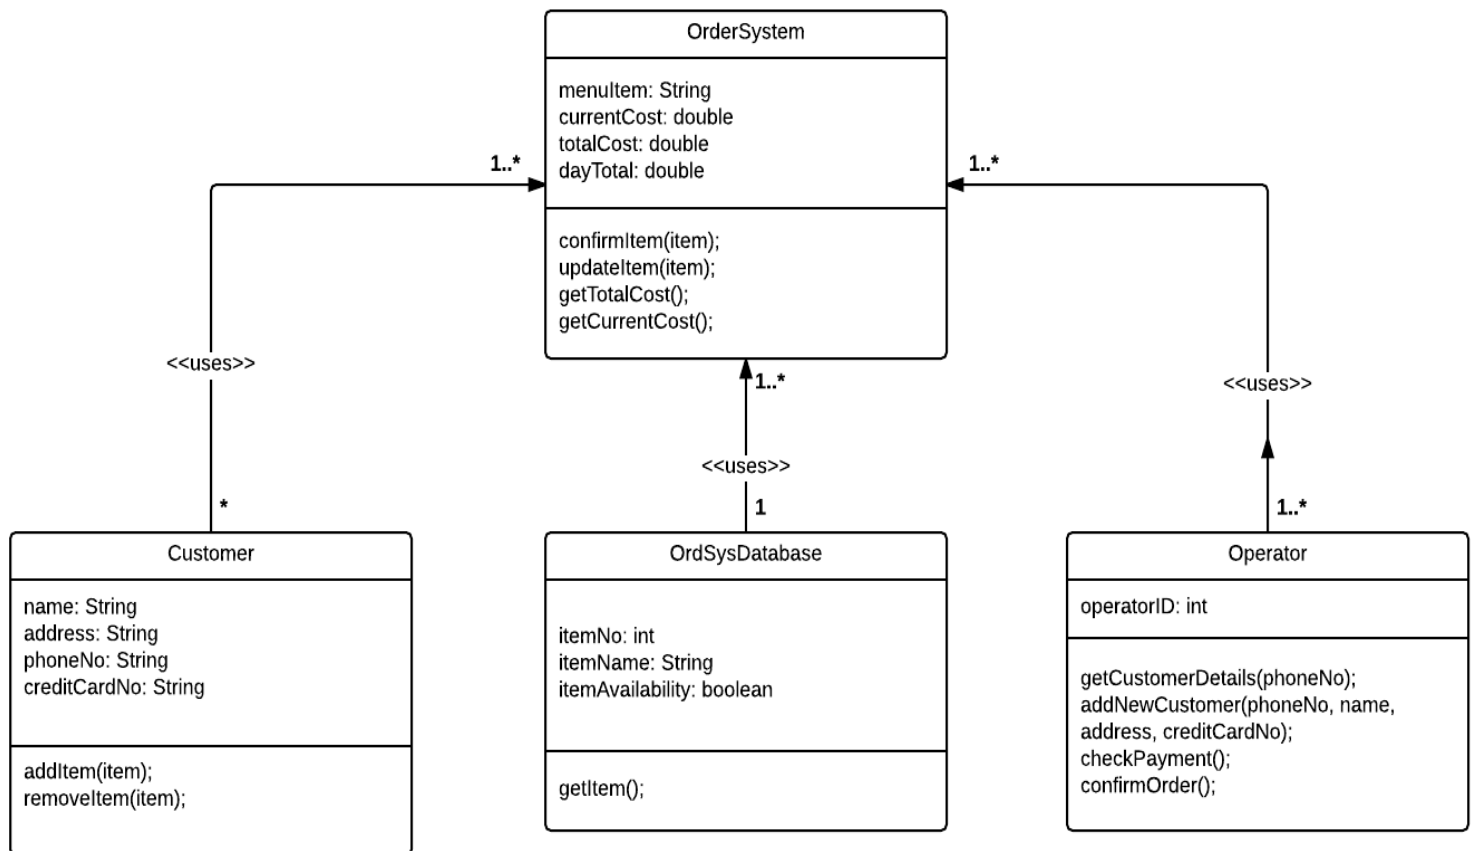 OrderSystem
menuItem: String
currentCost: double
totalCost: double
dayTotal: double
1..*
1..*
confirmItem(item);
updateItem(item);
getTotalCost();
getCurrentCost();
<<uses>>
1..*
<<uses>>
<<uses>>
*
1
1..*
Customer
name: String
address: String
phoneNo: String
creditCardNo: String
addItem(item);
removeItem(item);
OrdSysDatabase
itemNo: int
itemName: String
itemAvailability: boolean
getItem();
Operator
operatorID: int
getCustomerDetails(phoneNo);
addNewCustomer(phoneNo, name,
address, creditCardNo);
checkPayment();
confirmOrder();